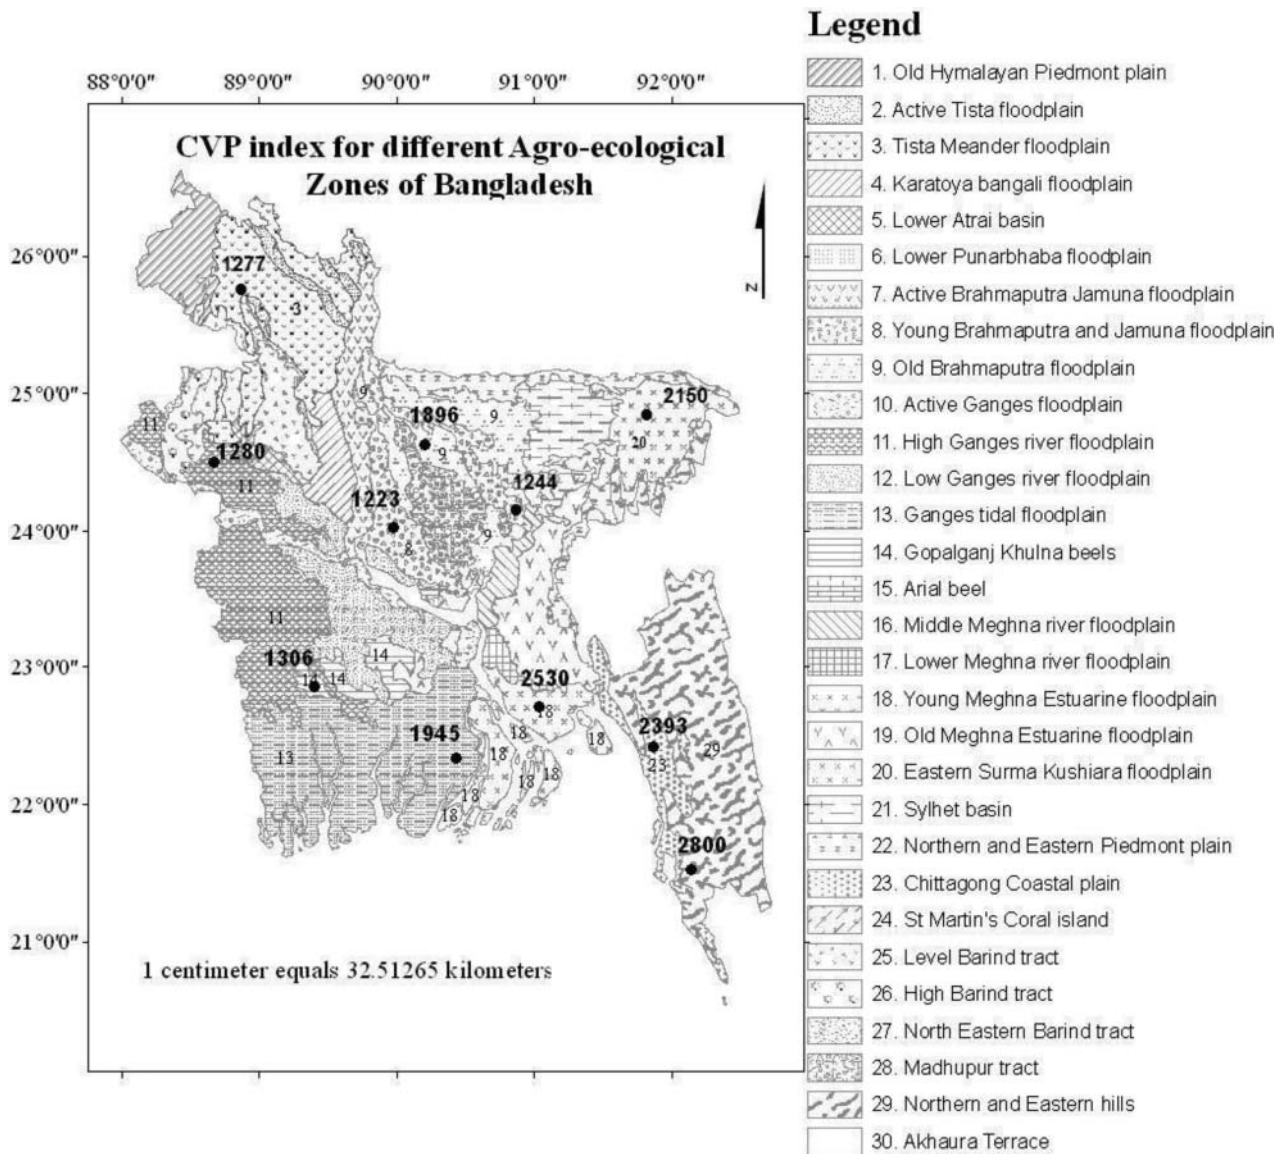 Legend
88°0'0" 89°0'0" 90°0'0" 91°0'0" 92°0'0"
CVP index for different Agro-ecological
Zones of Bangladesh
N
26°0'0"
25°0'0"
24°0'0"
23°0'0"
22°0'0"
21°0'0"
1277
3
2150
9
1896
9
20
11
1280
9
1244
11
1223
9
8
11
1306
14
14
14
2530
18
2393
1945
18
18
18
29
23
13
18
18
18
18
2800
1 centimeter equals 32.51265 kilometers
1. Old Hymalayan Piedmont plain
2. Active Tista floodplain
3. Tista Meander floodplain
4. Karatoya bangali floodplain
5. Lower Atrai basin
6. Lower Punarbhaba floodplain
7. Active Brahmaputra Jamuna floodplain
8. Young Brahmaputra and Jamuna floodplain
9. Old Brahmaputra floodplain
10. Active Ganges floodplain
11. High Ganges river floodplain
12. Low Ganges river floodplain
13. Ganges tidal floodplain
14. Gopalganj Khulna beels
15. Arial beel
16. Middle Meghna river floodplain
17. Lower Meghna river floodplain
18. Young Meghna Estuarine floodplain
19. Old Meghna Estuarine floodplain
20. Eastern Surma Kushiara floodplain
21. Sylhet basin
22. Northern and Eastern Piedmont plain
23. Chittagong Coastal plain
24. St Martin's Coral island
25. Level Barind tract
26. High Barind tract
27. North Eastern Barind tract
28. Madhupur tract
29. Northern and Eastern hills
30. Akhaura Terrace